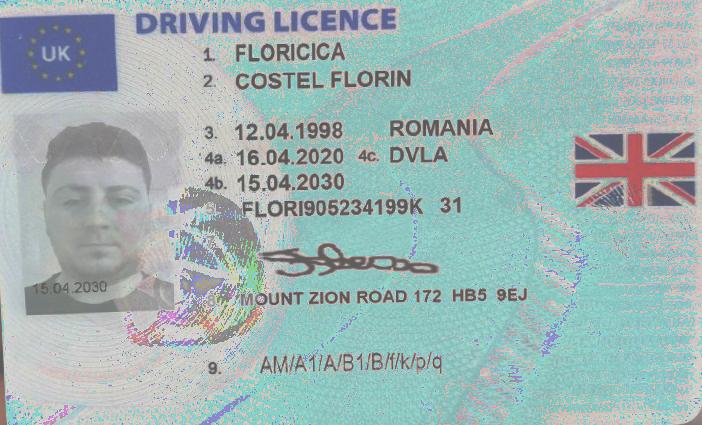 DRIVING LICENCE
UK
1. FLORICICA
2. COSTEL FLORIN
3. 12.04.1998 ROMANIA
4a. 16.04.2020 4c. DVLA
4b. 15.04.2030
FLORI905234199K 31
15.04.2030
MOUNT ZION ROAD 172 HB5 9EJ
9. AM/A1/A/B1/B/f/k/p/q